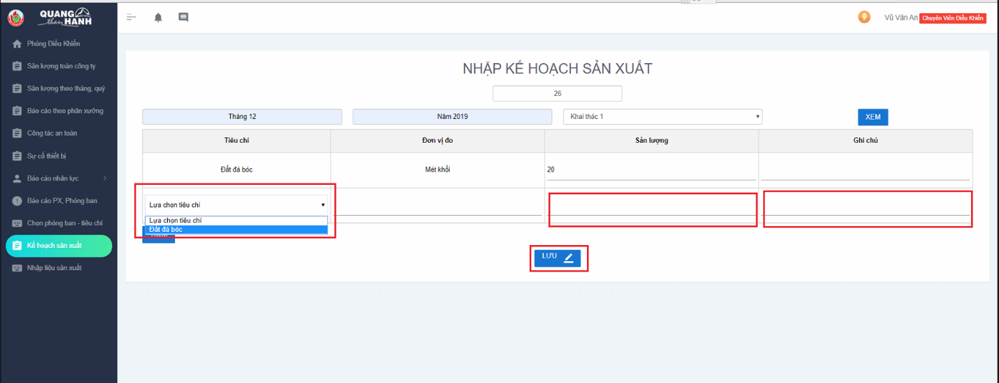 QUANG
than HANH
Vũ Văn An Chuyên Viên Điều Khiển
Phòng Điều Khiển
Sản lượng toàn công ty
Sản lượng theo tháng, quý
Báo cáo theo phân xưởng
Công tác an toàn
Sự cố thiết bị
Báo cáo nhân lực
Báo cáo PX, Phòng ban
Chọn phòng ban - tiêu chí
Kế hoạch sản xuất
Nhập liệu sản xuất
NHẬP KẾ HOẠCH SẢN XUẤT
26
Tháng 12 Năm 2019 Khai thác 1 XEM
Tiêu chí Đơn vị đo Sản lượng Ghi chú
Đất đá bóc Mét khối 20
Lựa chọn tiêu chí
Lựa chọn tiêu chí
Đất đá bóc
LƯU